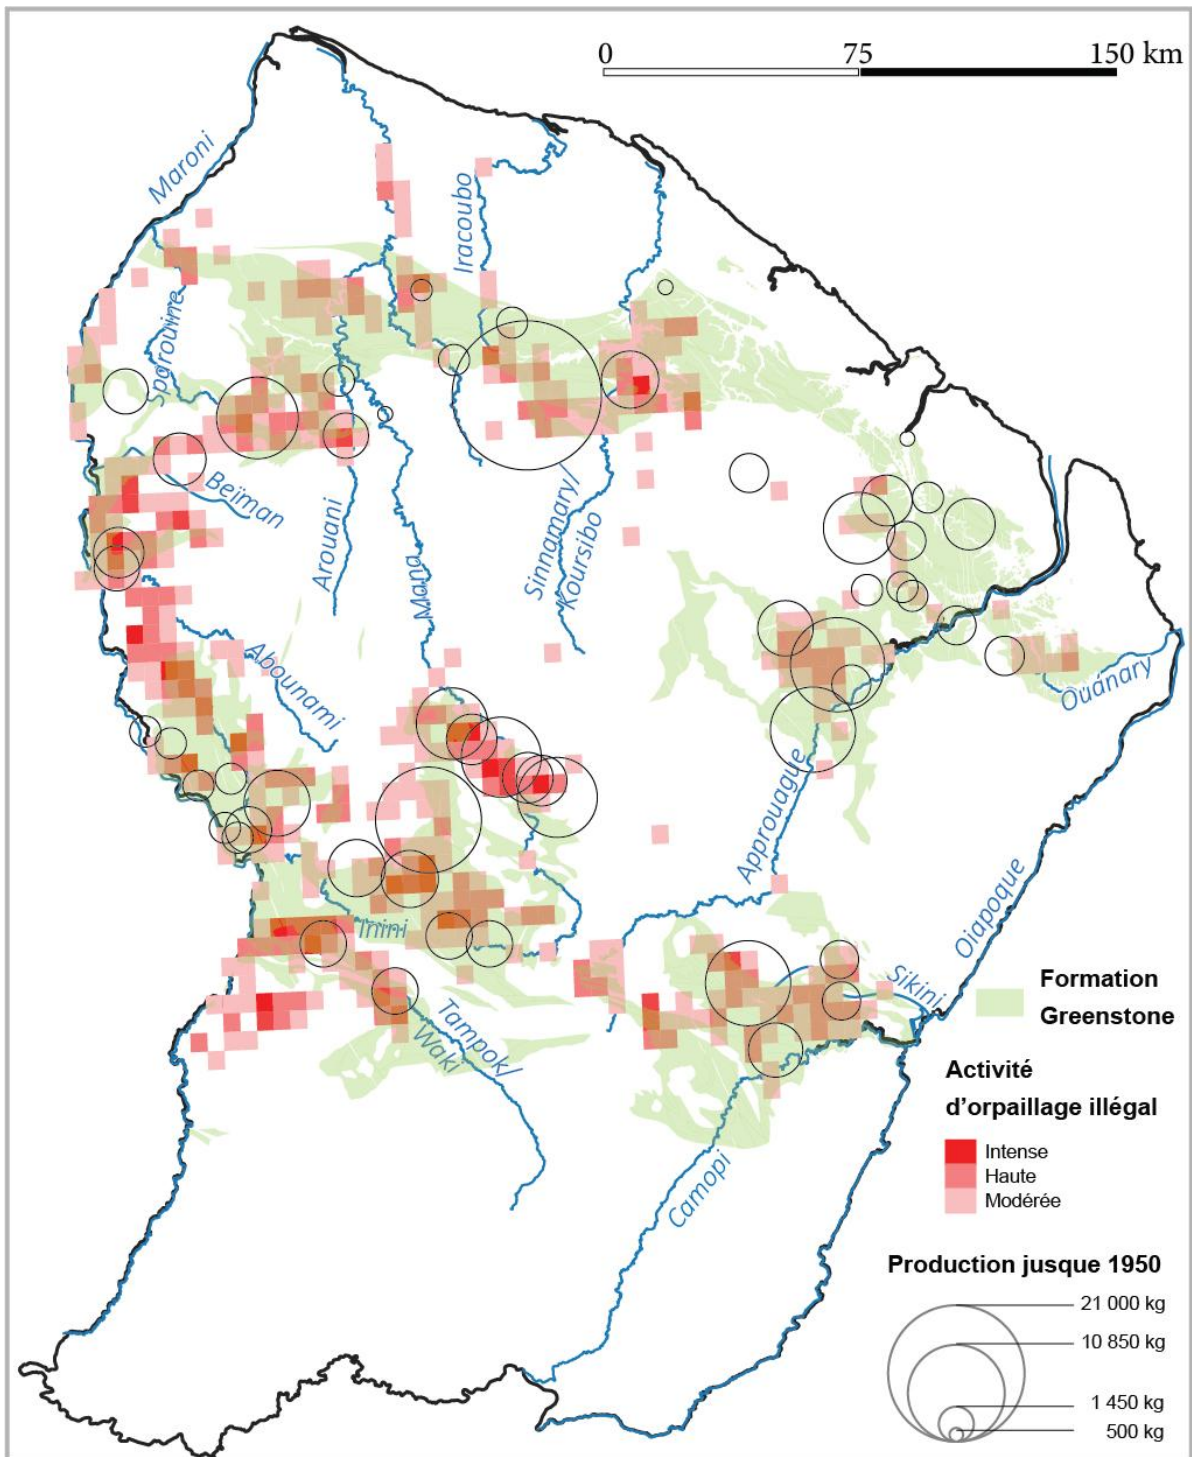 0 75 150 km
Maroni
Iracoubo
Sparouine
Beïman
Arouani
Mana
Sinnamary/
Koursibo
Abounami
Ouanary
Approuague
Oiapoque
Inini
Tampok/
Waki
Sikini
Camopi
Formation
Greenstone
Activité
d’orpaillage illégal
Intense
Haute
Modérée
Production jusque 1950
21 000 kg
10 850 kg
1 450 kg
500 kg